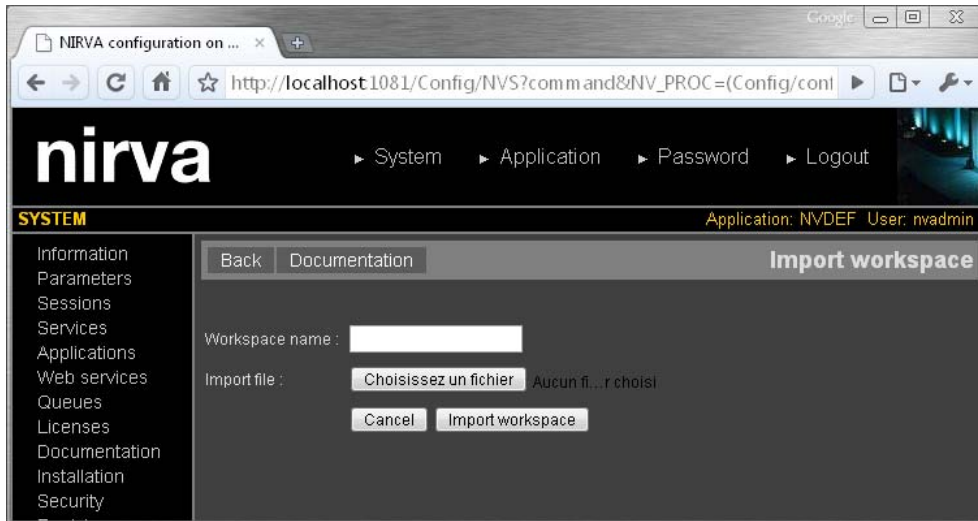 Google
NIRVA configuration on ...
http://localhost:1081/Config/NVS?command&NV_PROC=(Config/conf
nirva
System Application Password Logout
SYSTEM
Application: NVDEF User: nvadmin
Information
Parameters
Sessions
Services
Applications
Web services
Queues
Licenses
Documentation
Installation
Security
Back Documentation
Import workspace
Workspace name :
Import file : Choisissez un fichier Aucun fi...r choisi
Cancel Import workspace